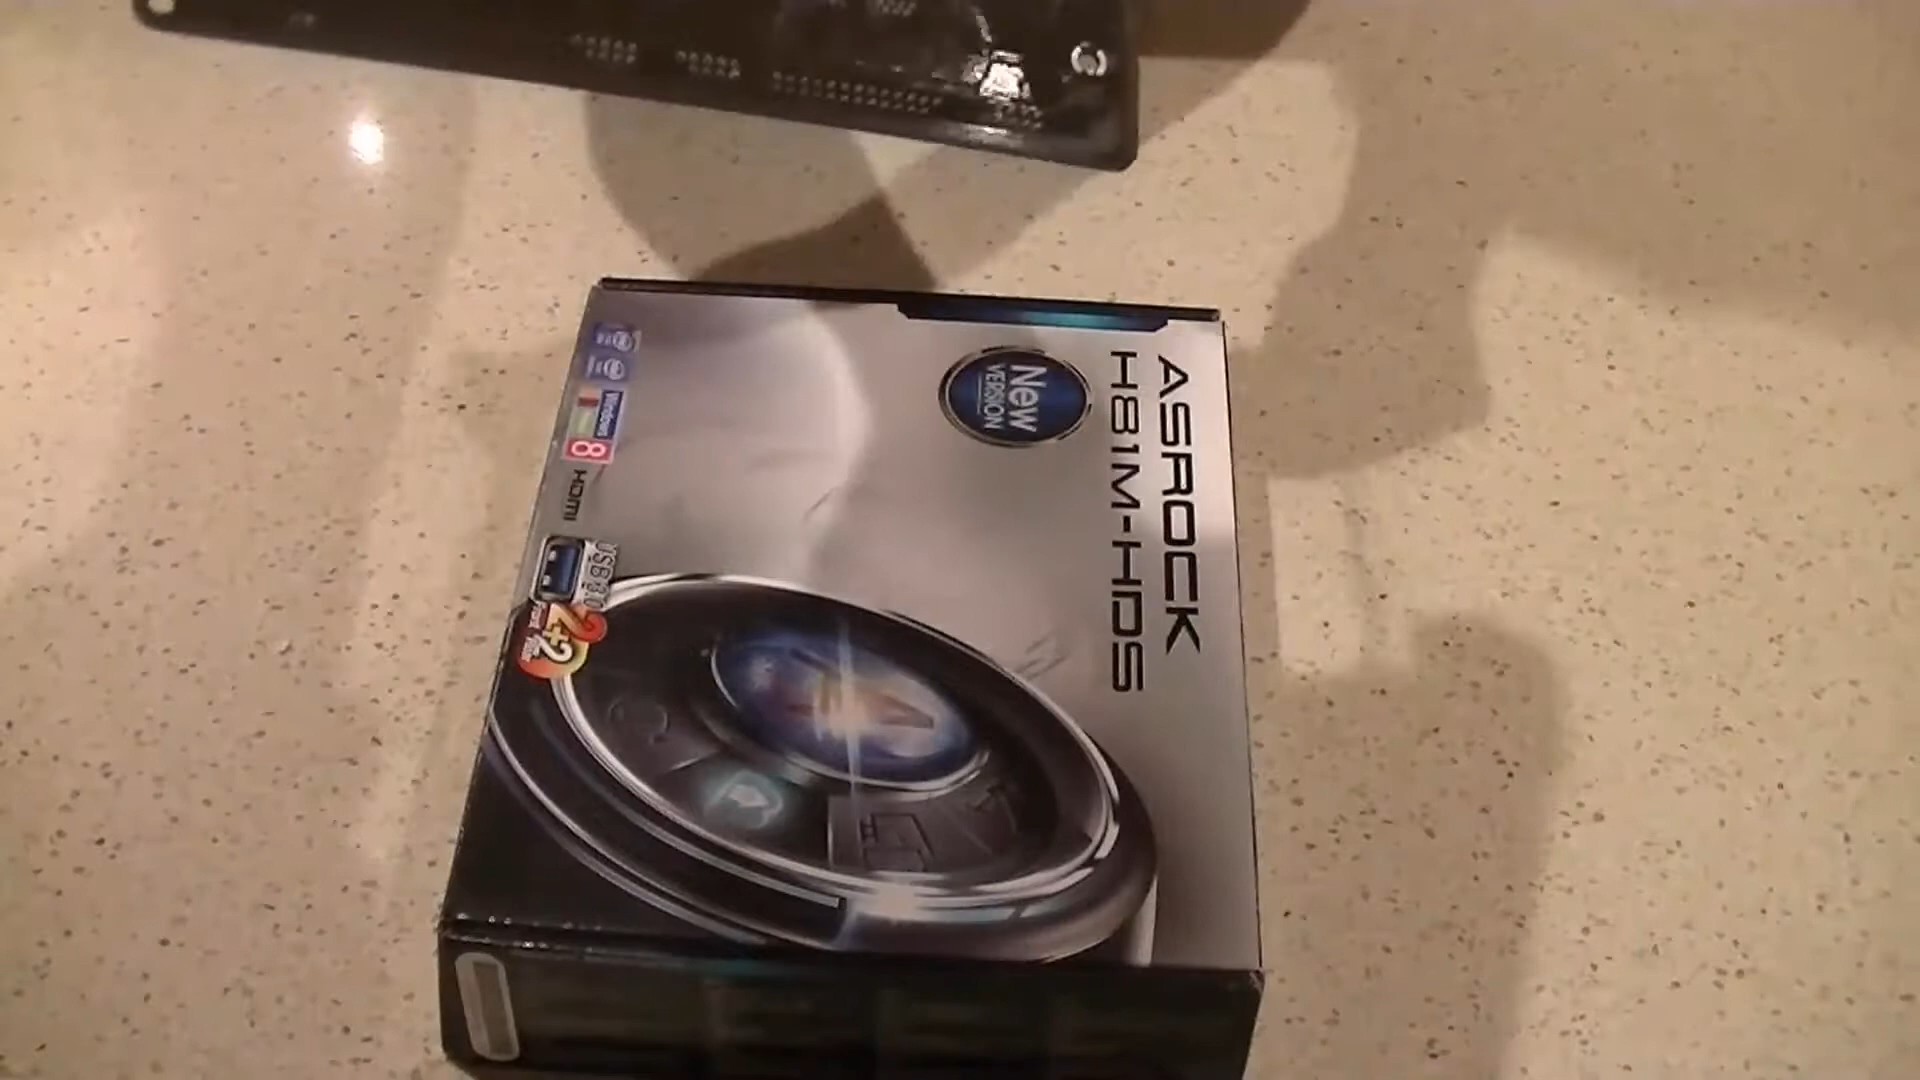 ASROCK
H81M-HDS
New
VERSION
Windows
8
HDMI
USB 3.0
2+2